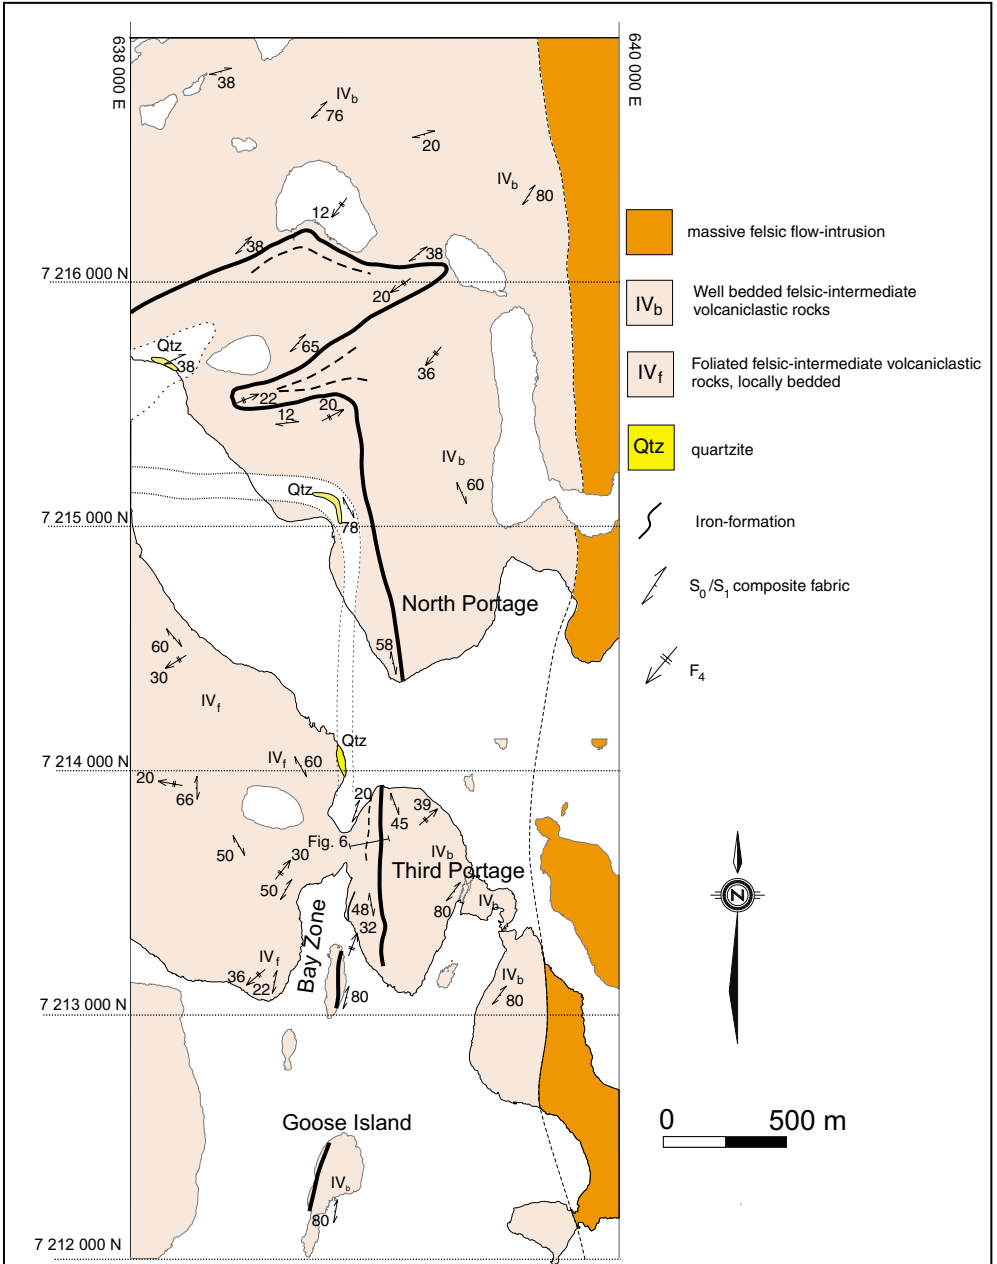 638 000 E
640 000 E
38
IVb
76
20
IVb
80
12
38
38
7 216 000 N
20
Qtz
38
65
36
22
12
20
IVb
60
Qtz
78
7 215 000 N
North Portage
58
60
30
IVf
Qtz
IVf
60
7 214 000 N
20
66
20
45
39
Fig. 6
50
30
50
IVb
Third Portage
48
32
80
IVb
Bay Zone
IVf
36
22
80
IVb
80
7 213 000 N
Goose Island
IVb
80
7 212 000 N
massive felsic flow-intrusion
IVb
Well bedded felsic-intermediate
volcaniclastic rocks
IVf
Foliated felsic-intermediate volcaniclastic
rocks, locally bedded
Qtz
quartzite
Iron-formation
S0/S1 composite fabric
F4
N
0 500 m